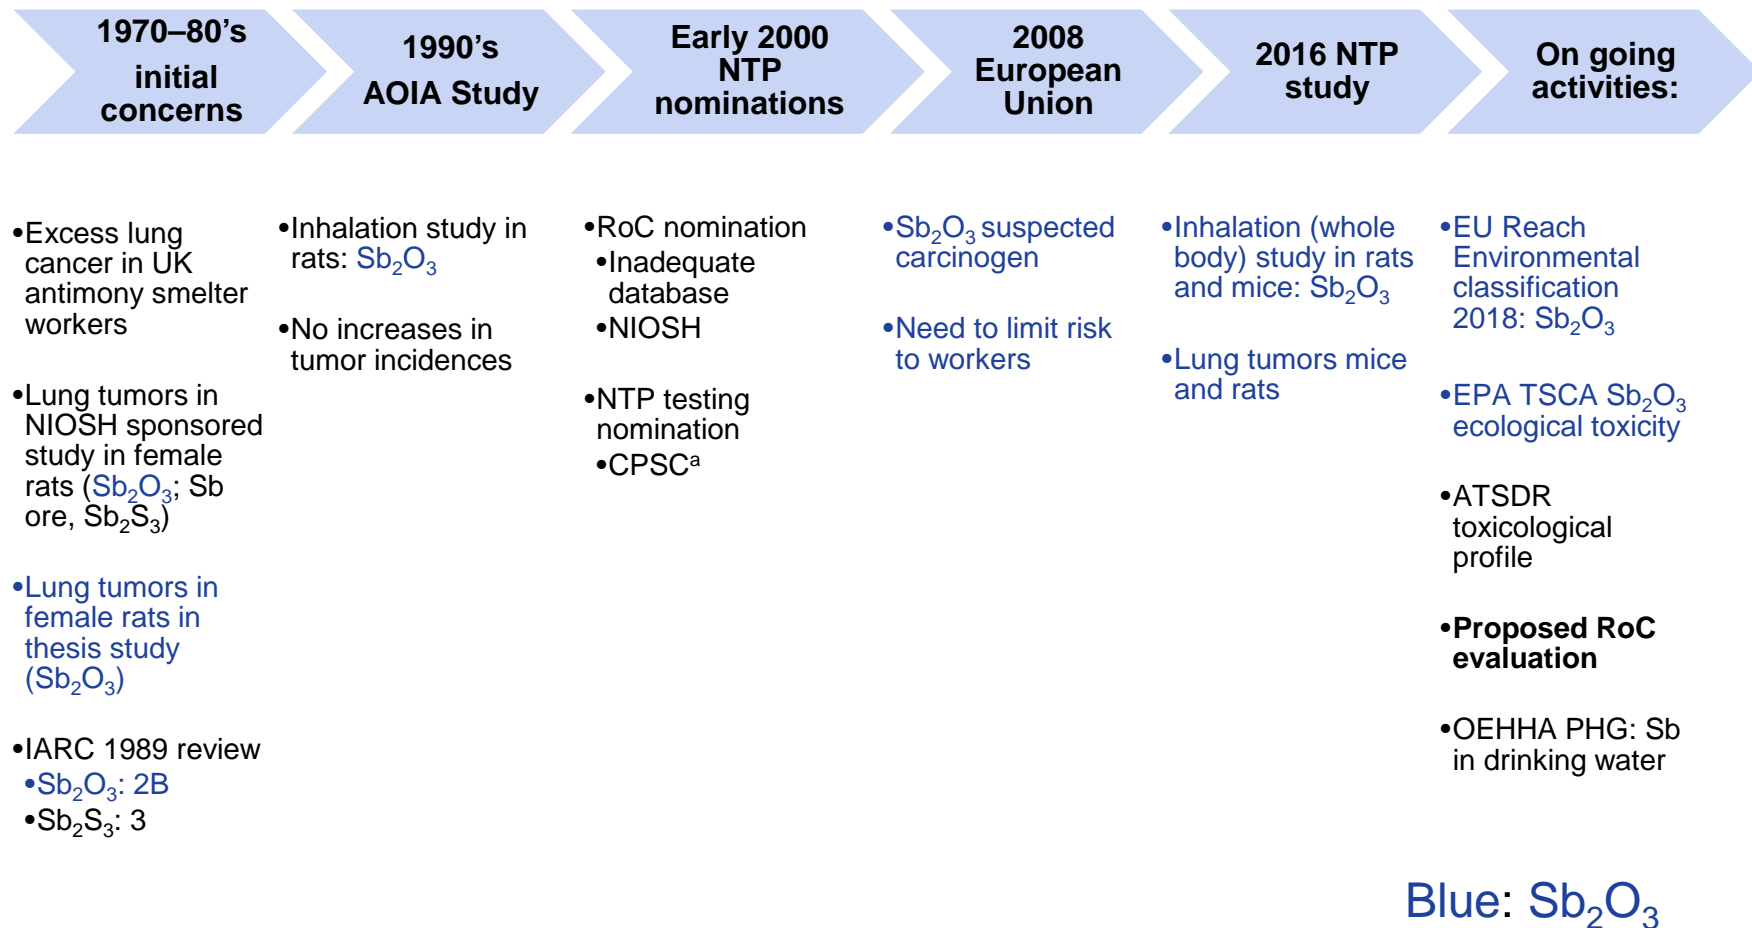 1970–80's
initial
concerns
1990's
AOIA Study
Early 2000
NTP
nominations
2008
European
Union
2016 NTP
study
On going
activities:
•Excess lung
cancer in UK
antimony smelter
workers
•Lung tumors in
NIOSH sponsored
study in female
rats (Sb₂O₃; Sb
ore, Sb₂S₃)
•Lung tumors in
female rats in
thesis study
(Sb₂O₃)
•IARC 1989 review
•Sb₂O₃: 2B
•Sb₂S₃: 3
•Inhalation study in
rats: Sb₂O₃
•No increases in
tumor incidences
•RoC nomination
•Inadequate
database
•NIOSH
•NTP testing
nomination
•CPSCᵃ
•Sb₂O₃ suspected
carcinogen
•Need to limit risk
to workers
•Inhalation (whole
body) study in rats
and mice: Sb₂O₃
•Lung tumors mice
and rats
•EU Reach
Environmental
classification
2018: Sb₂O₃
•EPA TSCA Sb₂O₃
ecological toxicity
•ATSDR
toxicological
profile
•Proposed RoC
evaluation
•OEHHA PHG: Sb
in drinking water
Blue: Sb₂O₃